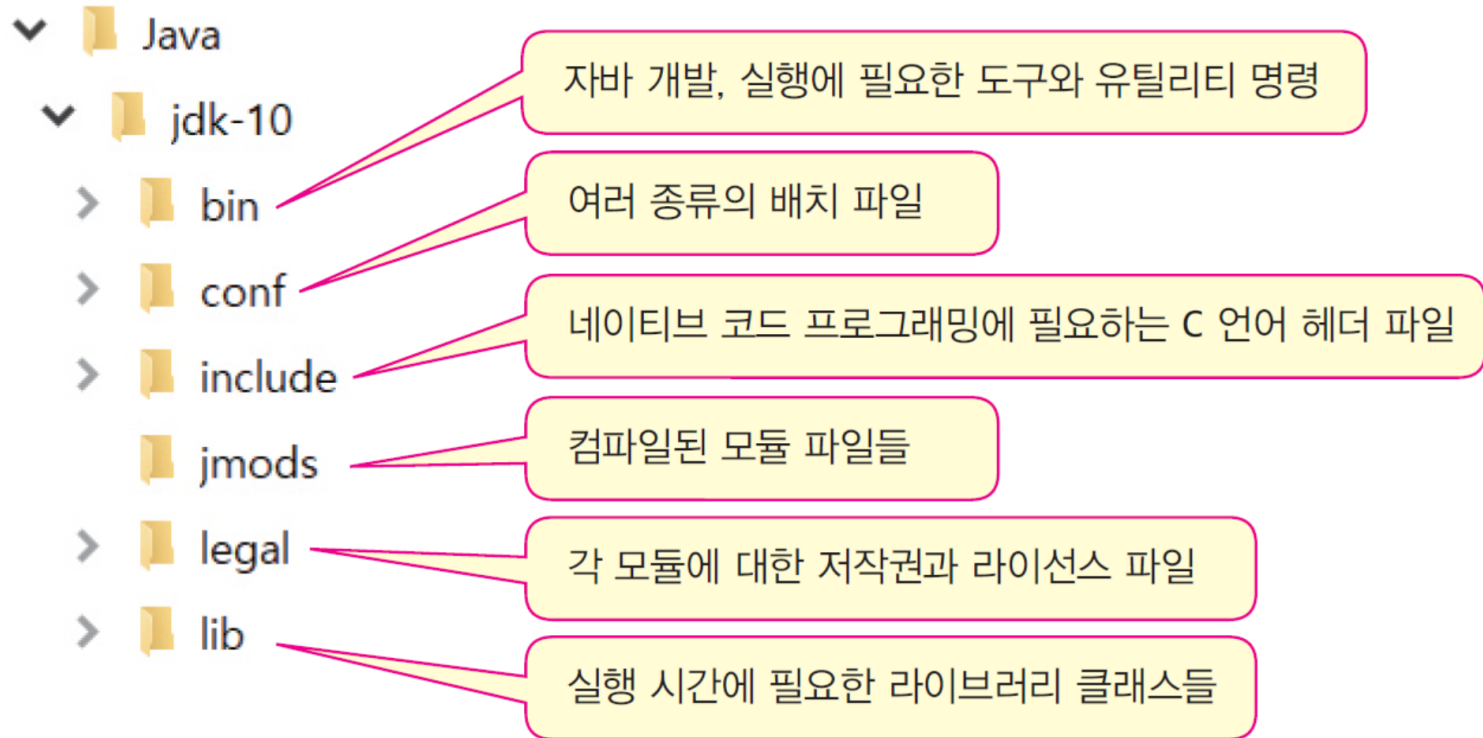 Java
자바 개발, 실행에 필요한 도구와 유틸리티 명령
jdk-10
bin
여러 종류의 배치 파일
conf
네이티브 코드 프로그래밍에 필요하는 C 언어 헤더 파일
include
컴파일된 모듈 파일들
jmods
legal
각 모듈에 대한 저작권과 라이선스 파일
lib
실행 시간에 필요한 라이브러리 클래스들